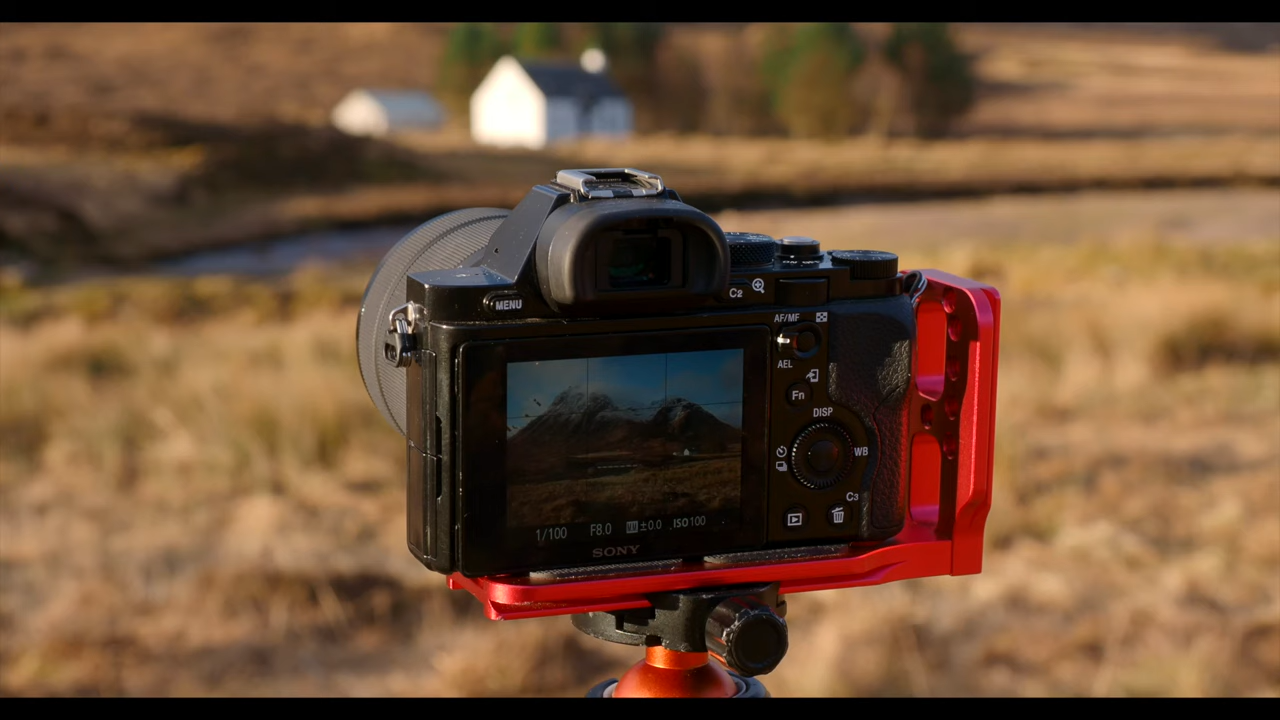 MENU
C2
AF/MF
AEL
Fn
DISP
WB
C3
1/100 F8.0 ±0.0 ISO100
SONY